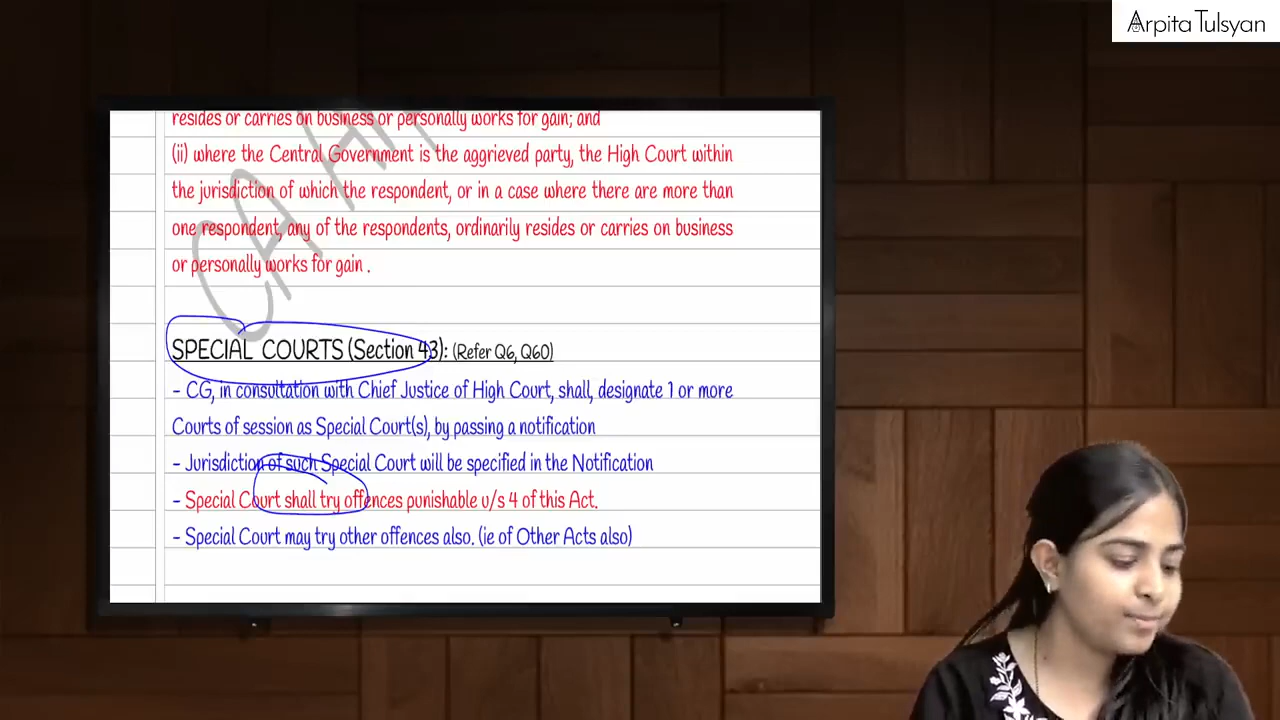 Arpita Tulsyan
resides or carries on business or personally works for gain; and
(ii) where the Central Government is the aggrieved party, the High Court within
the jurisdiction of which the respondent, or in a case where there are more than
one respondent, any of the respondents, ordinarily resides or carries on business
or personally works for gain .
SPECIAL COURTS (Section 43): (Refer Q6, Q60)
- CG, in consultation with Chief Justice of High Court, shall, designate 1 or more
Courts of session as Special Court(s), by passing a notification
- Jurisdiction of such Special Court will be specified in the Notification
- Special Court shall try offences punishable u/s 4 of this Act.
- Special Court may try other offences also. (ie of Other Acts also)
CA